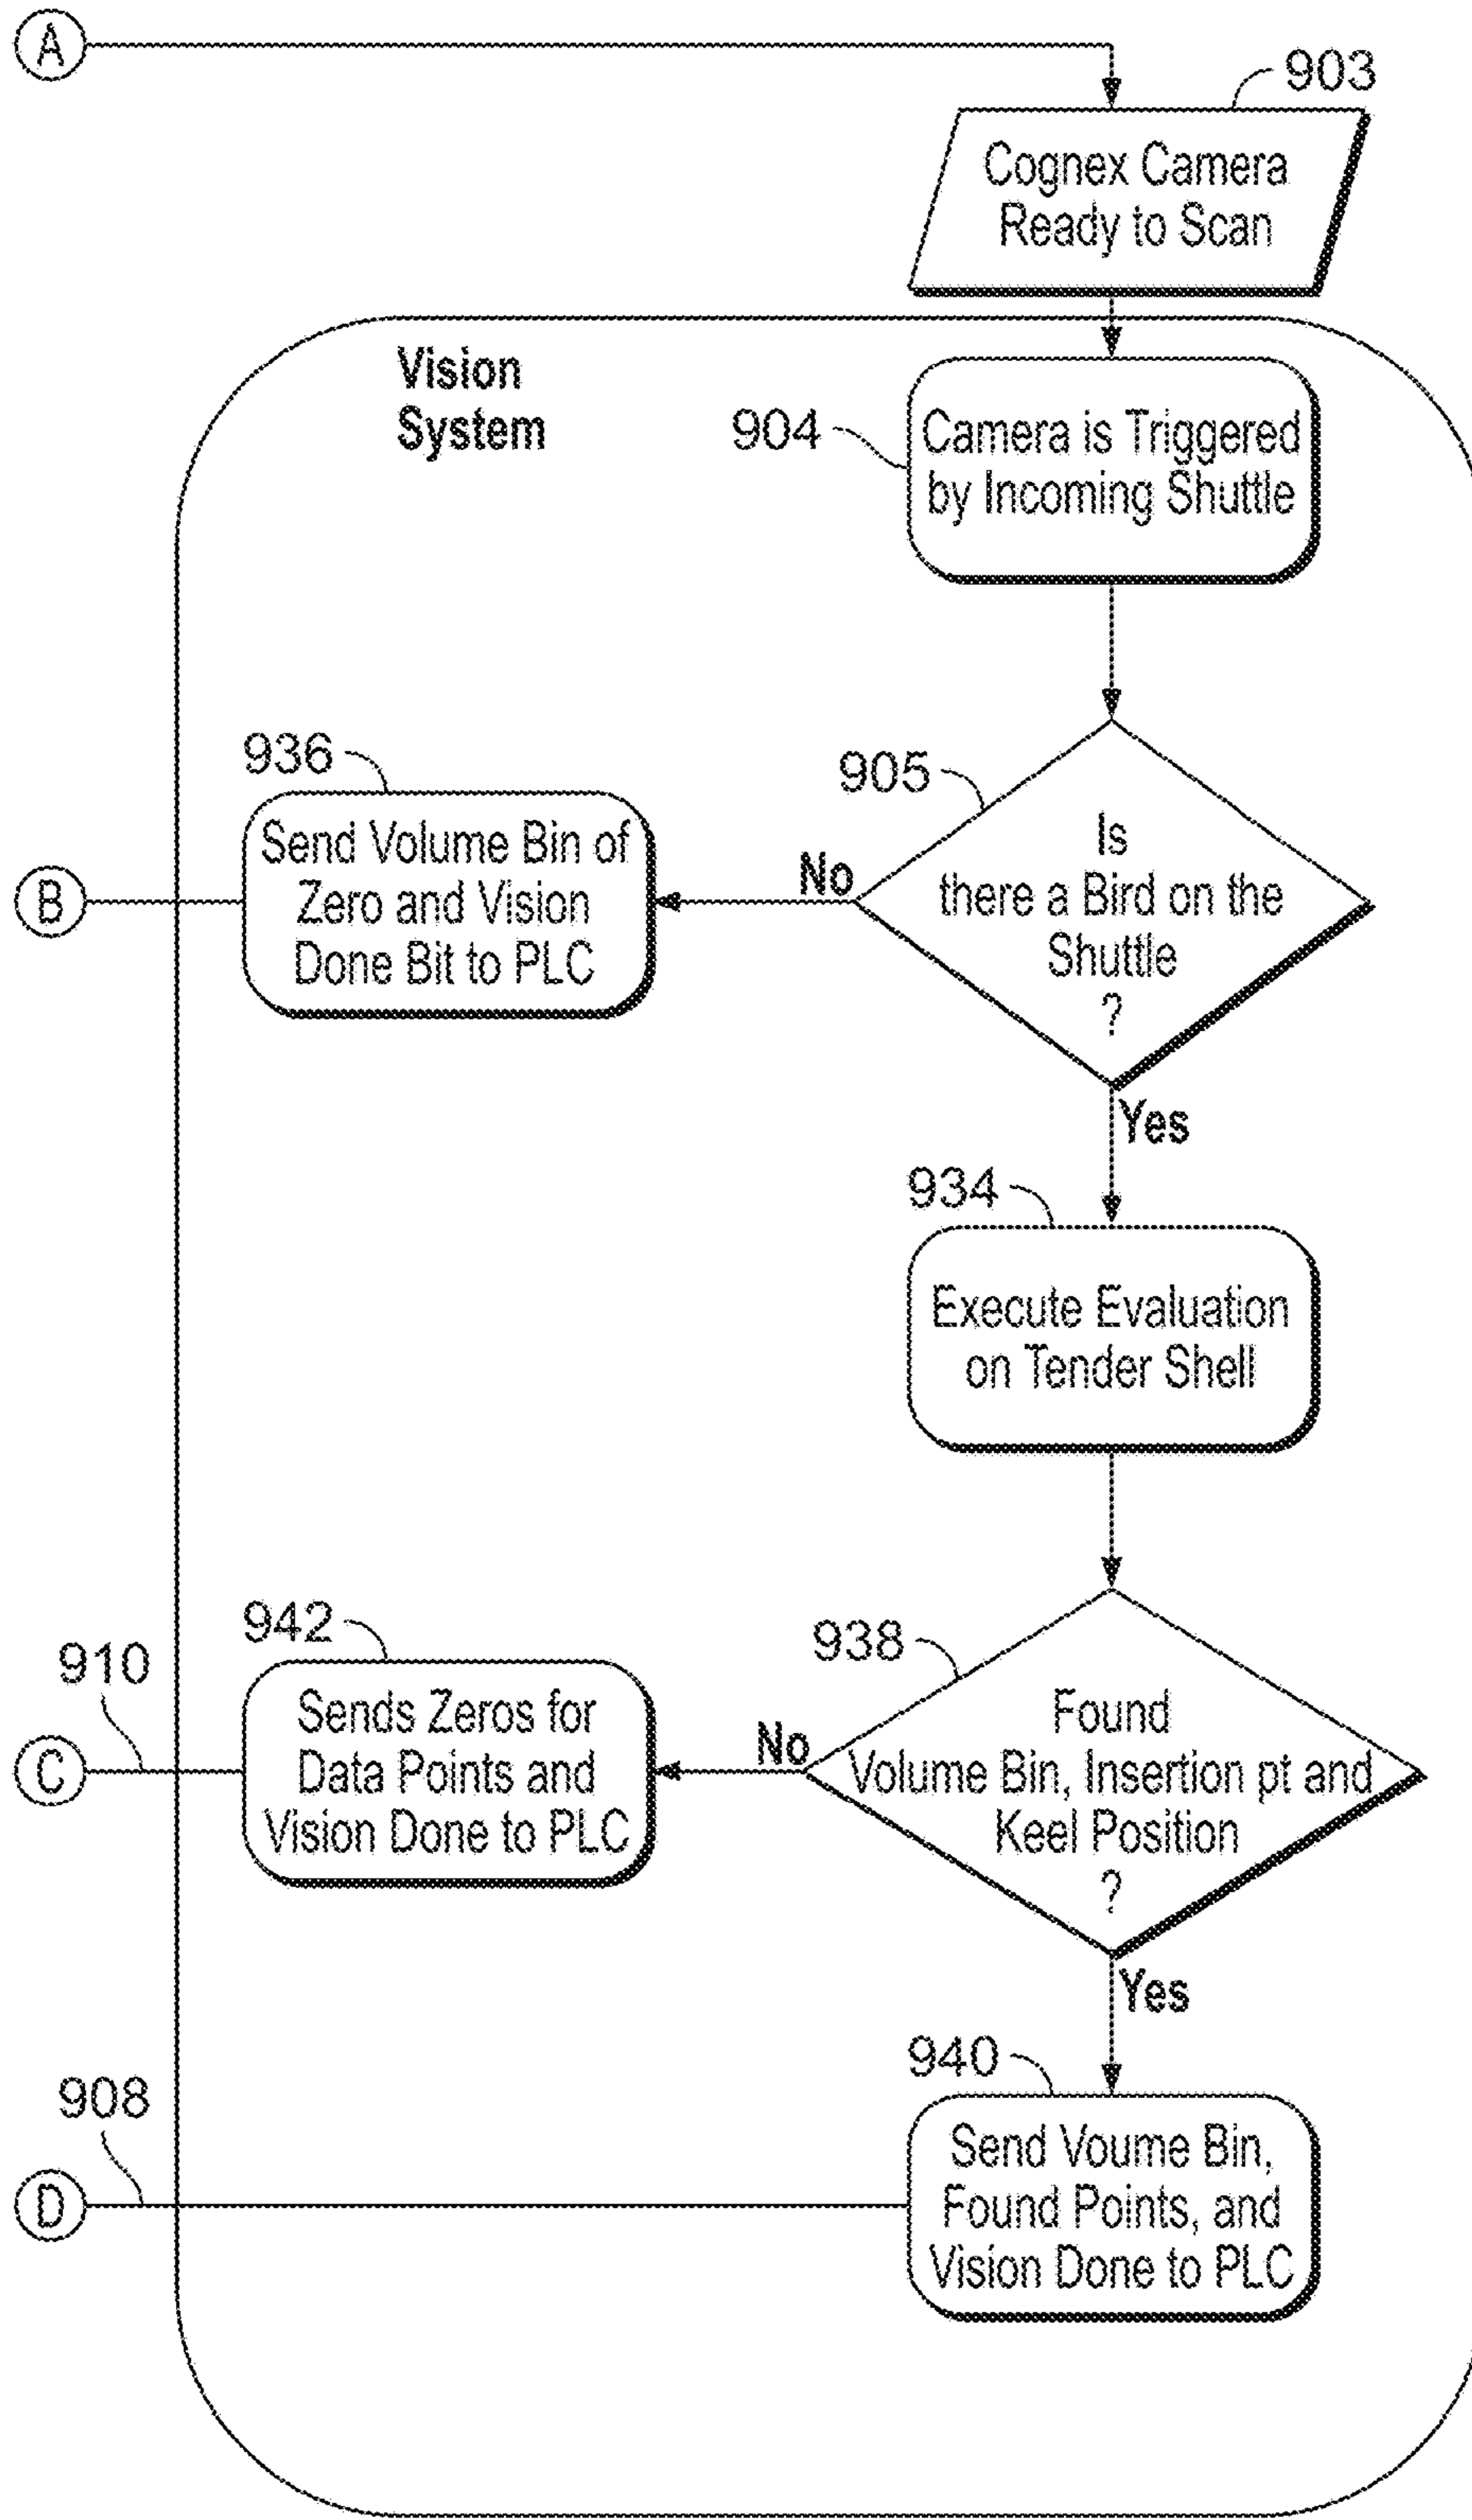 A
903
Cognex Camera
Ready to Scan
Vision
System
904
Camera is Triggered
by Incoming Shuttle
936
905
Send Volume Bin of
Zero and Vision
Done Bit to PLC
B
No
Is
there a Bird on the
Shuttle
?
Yes
934
Execute Evaluation
on Tender Shell
942
910
938
C
Sends Zeros for
Data Points and
Vision Done to PLC
No
Found
Volume Bin, Insertion pt and
Keel Position
?
Yes
940
908
D
Send Voume Bin,
Found Points, and
Vision Done to PLC